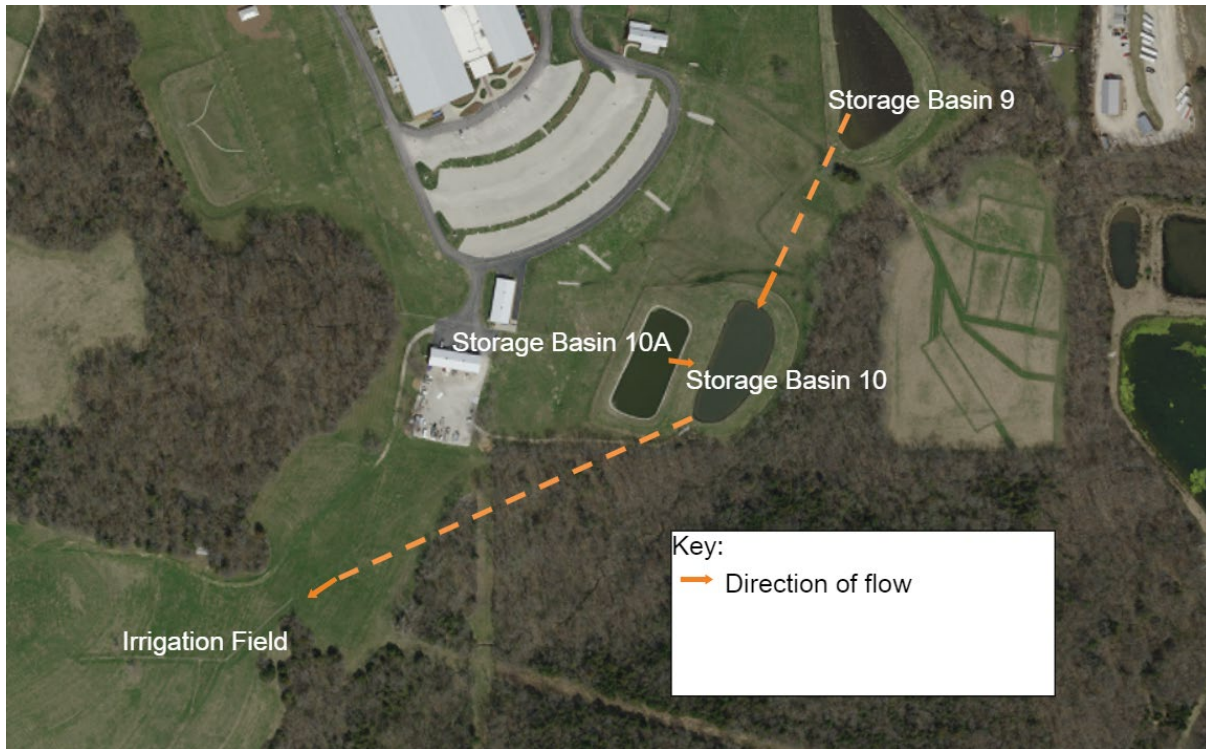 Storage Basin 9
Storage Basin 10A
Storage Basin 10
Key:
Direction of flow
Irrigation Field